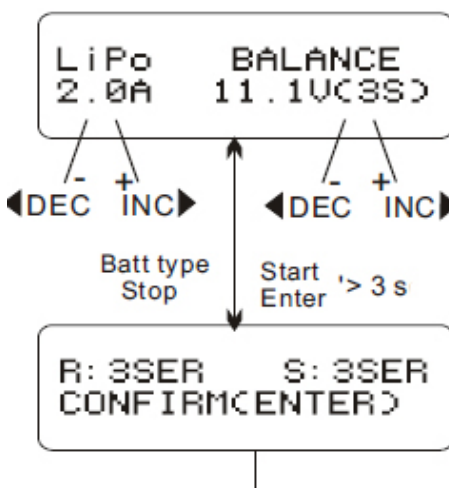 LiPo BALANCE
2.0A 11.1V(3S)
- + - +
◀DEC INC▶ ◀DEC INC▶
Batt type Start '> 3 s
Stop Enter
R: 3SER S: 3SER
CONFIRM(ENTER)